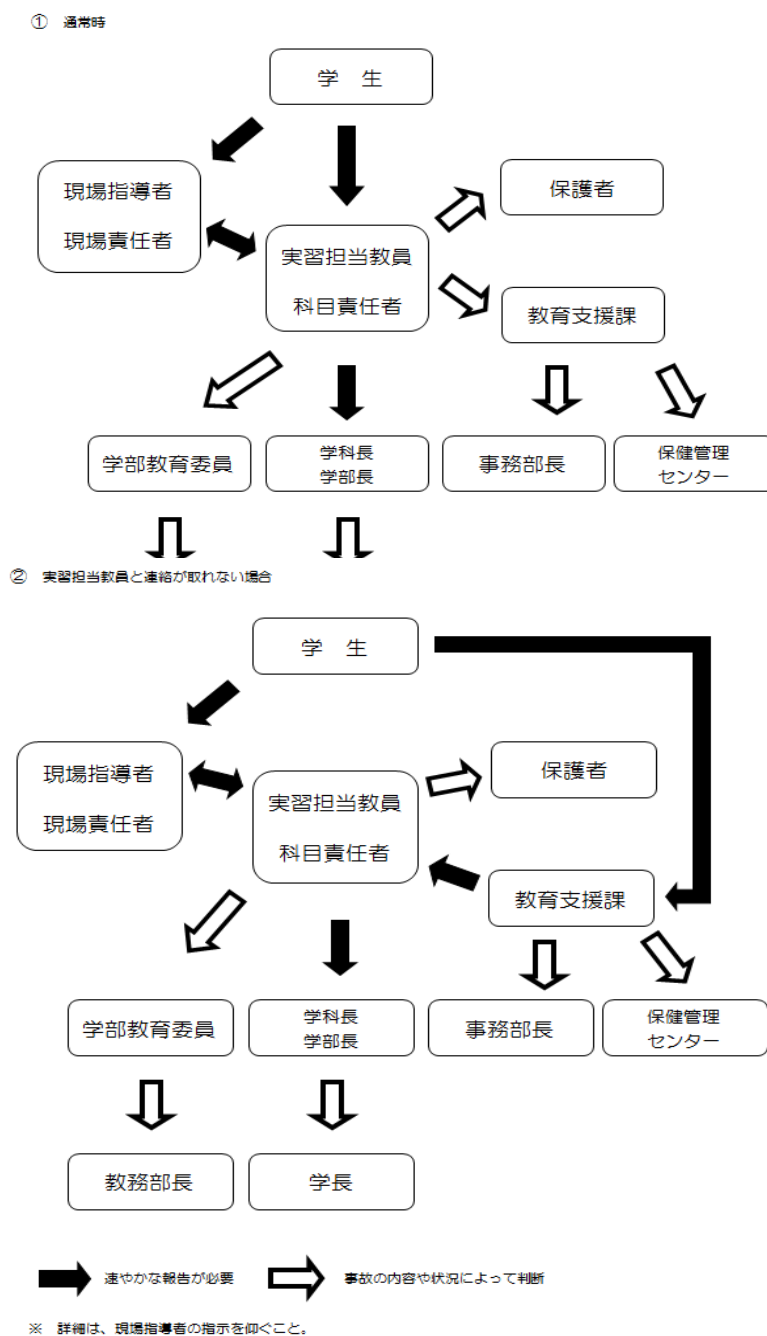 ① 通常時
学 生
現場指導者
現場責任者
保護者
実習担当教員
科目責任者
教育支援課
学部教育委員
学科長
学部長
事務部長
保健管理
センター
② 実習担当教員と連絡が取れない場合
学 生
現場指導者
現場責任者
保護者
実習担当教員
科目責任者
教育支援課
学部教育委員
学科長
学部長
事務部長
保健管理
センター
教務部長
学長
速やかな報告が必要
事故の内容や状況によって判断
※ 詳細は、現場指導者の指示を仰ぐこと。